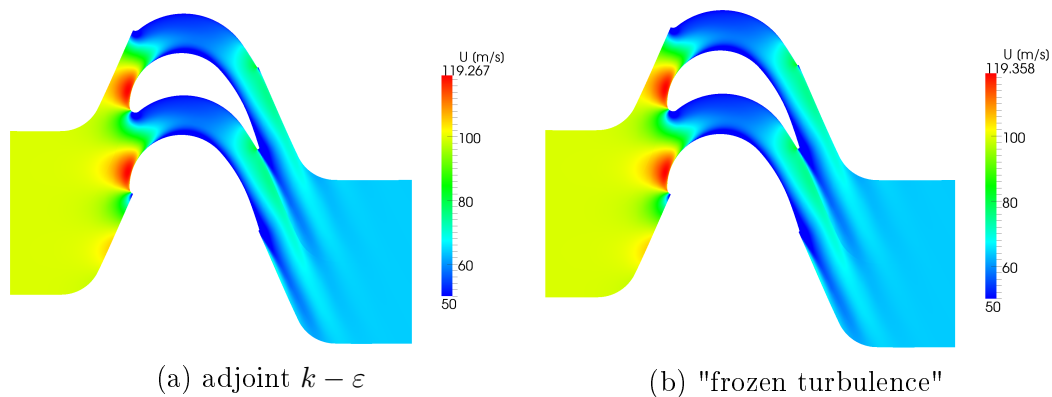 U (m/s)
119.267
100
80
60
50
U (m/s)
119.358
100
80
60
50
(a) adjoint k − ε
(b) "frozen turbulence"